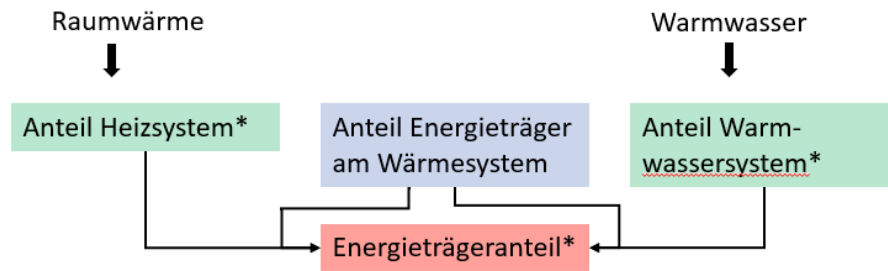 Raumwärme
Warmwasser
Anteil Heizsystem*
Anteil Energieträger
am Wärmesystem
Anteil Warm-
wassersystem*
Energieträgeranteil*